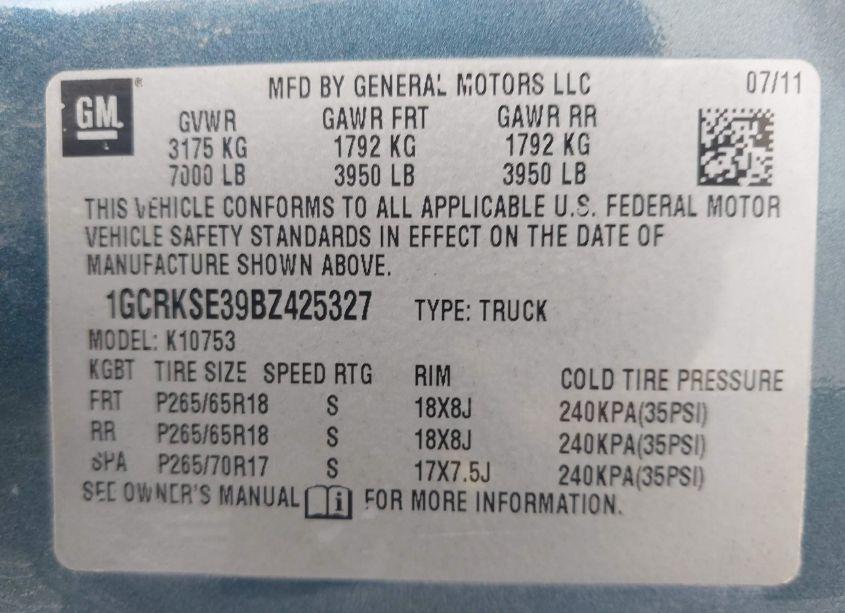 GM ®
MFD BY GENERAL MOTORS LLC 07/11
GVWR GAWR FRT GAWR RR
3175 KG 1792 KG 1792 KG
7000 LB 3950 LB 3950 LB
THIS VEHICLE CONFORMS TO ALL APPLICABLE U.S. FEDERAL MOTOR
VEHICLE SAFETY STANDARDS IN EFFECT ON THE DATE OF
MANUFACTURE SHOWN ABOVE.
1GCRKSE39BZ425327 TYPE: TRUCK
MODEL: K10753
KGBT TIRE SIZE SPEED RTG RIM COLD TIRE PRESSURE
FRT P265/65R18 S 18X8J 240KPA(35PSI)
RR P265/65R18 S 18X8J 240KPA(35PSI)
SPA P265/70R17 S 17X7.5J 240KPA(35PSI)
SEE OWNER'S MANUAL i FOR MORE INFORMATION.